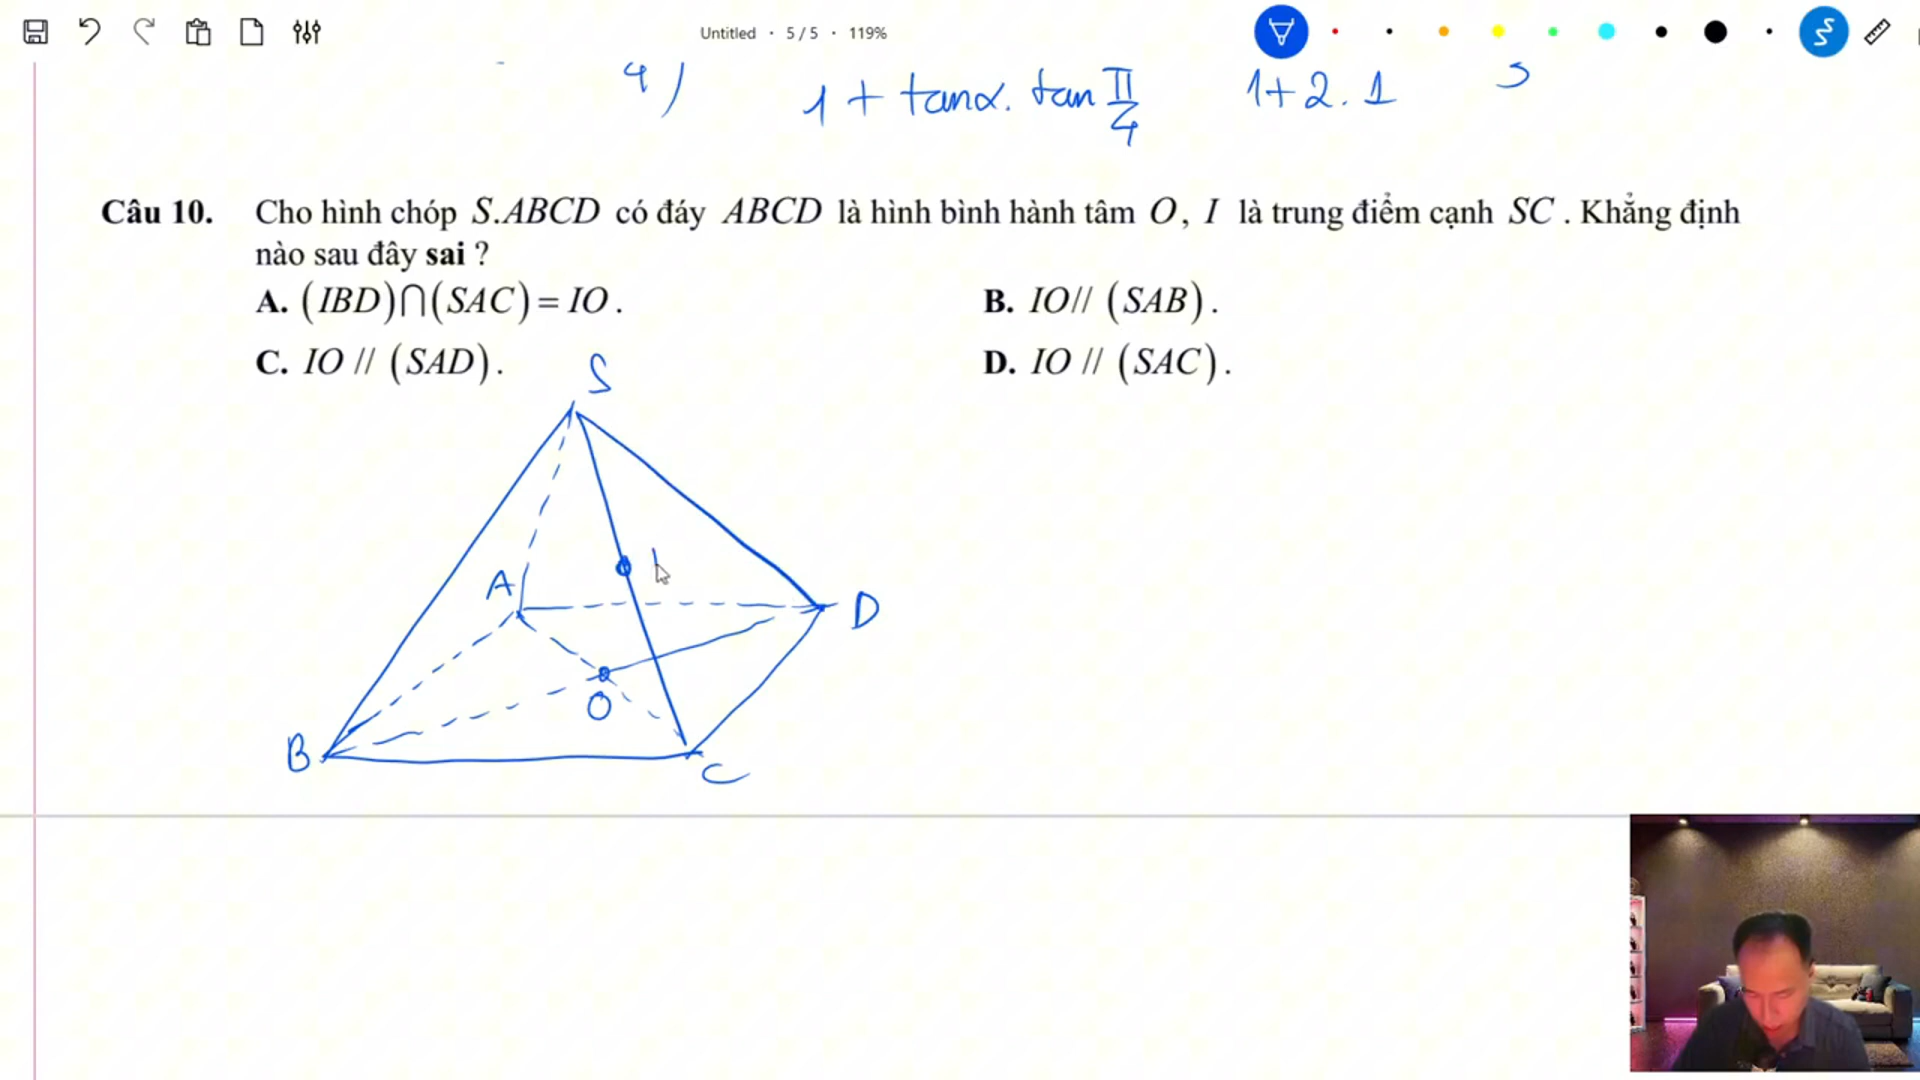 Untitled • 5 / 5 • 119%
4) 1 + tanα. tan π/4 1+2.1
Câu 10. Cho hình chóp S.ABCD có đáy ABCD là hình bình hành tâm O, I là trung điểm cạnh SC . Khẳng định
nào sau đây sai ?
A. (IBD)⋂(SAC) = IO . B. IO// (SAB) .
C. IO // (SAD) . D. IO // (SAC) .
S
A
D
O
B
C